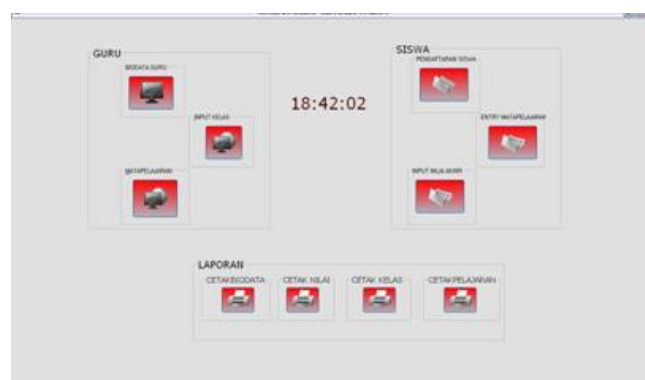 GURU
BIODATA GURU
INPUT KELAS
MATAPELAJARAN
18:42:02
SISWA
PENDAFTARAN SISWA
ENTRY MATAPELAJARAN
INPUT NILAI AKHIR
LAPORAN
CETAKBIODATA
CETAK NILAI
CETAK KELAS
CETAKPELAJARAN